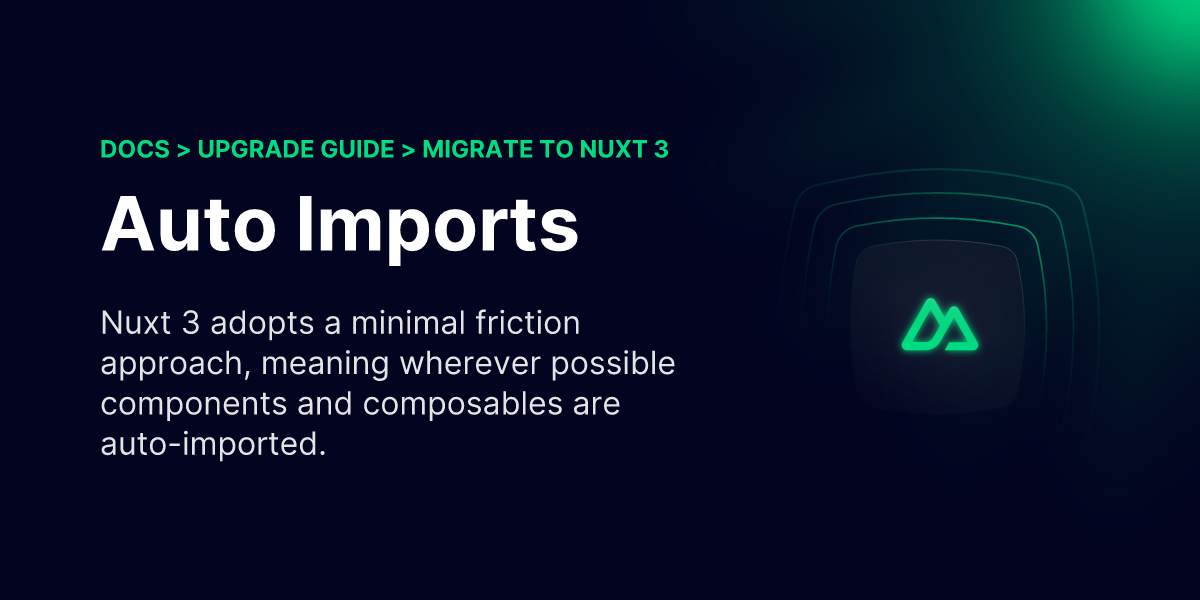 DOCS > UPGRADE GUIDE > MIGRATE TO NUXT 3
Auto Imports
Nuxt 3 adopts a minimal friction
approach, meaning wherever possible
components and composables are
auto-imported.